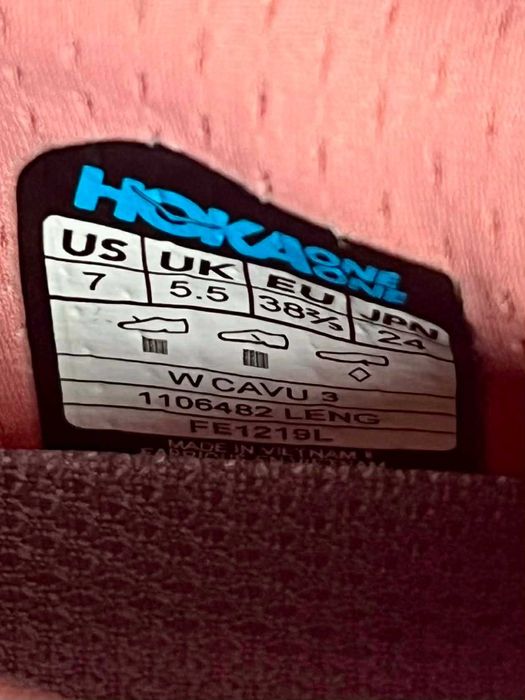 HOKA ONE ONE
US UK EU JPN
7 5.5 38⅔ 24
W CAVU 3
1106482 LENG
FE1219L
MADE IN VIETNAM